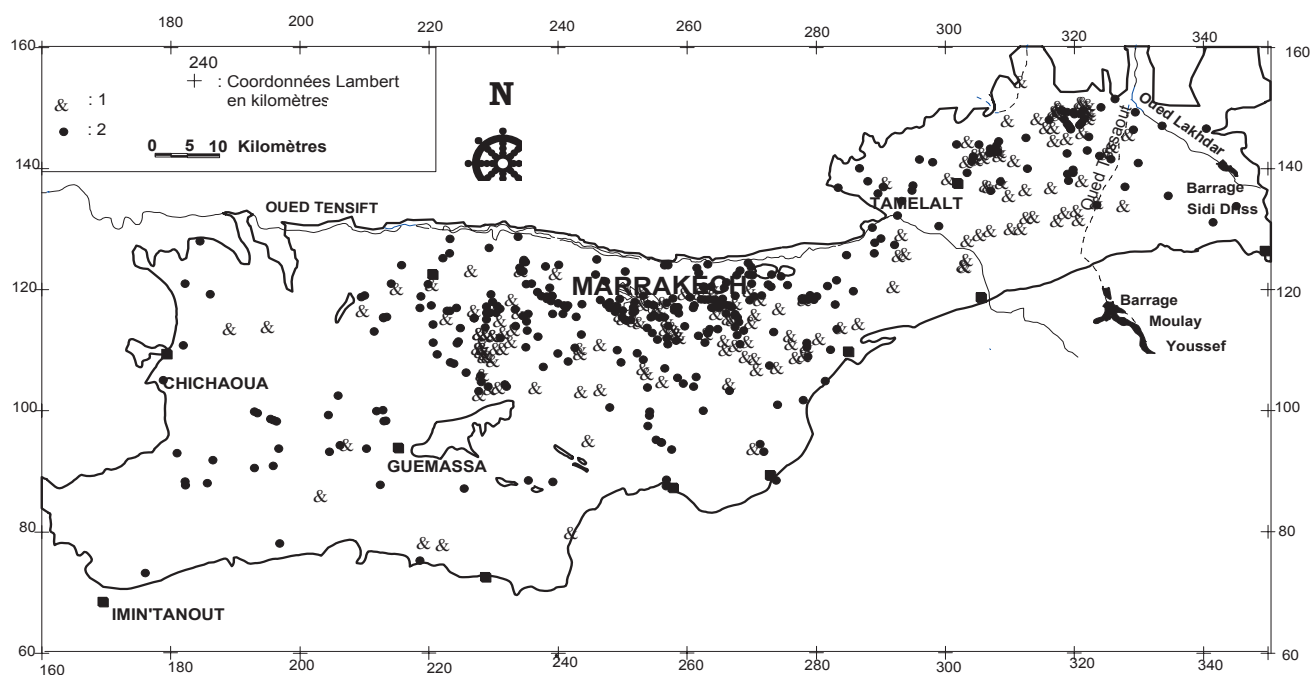 180 200 220 240 260 280 300 320 340
160 160
240
+ : Coordonnées Lambert
en kilomètres
& : 1
● : 2
0 5 10 Kilomètres
N
140 140
Oued Lakhdar
Oued Tessaout
Barrage
Sidi Driss
TAMELALT
OUED TENSIFT
120 120
MARRAKECH
Barrage
Moulay
Youssef
CHICHAOUA
100 100
GUEMASSA
80 80
IMIN'TANOUT
60 60
160 180 200 220 240 260 280 300 320 340